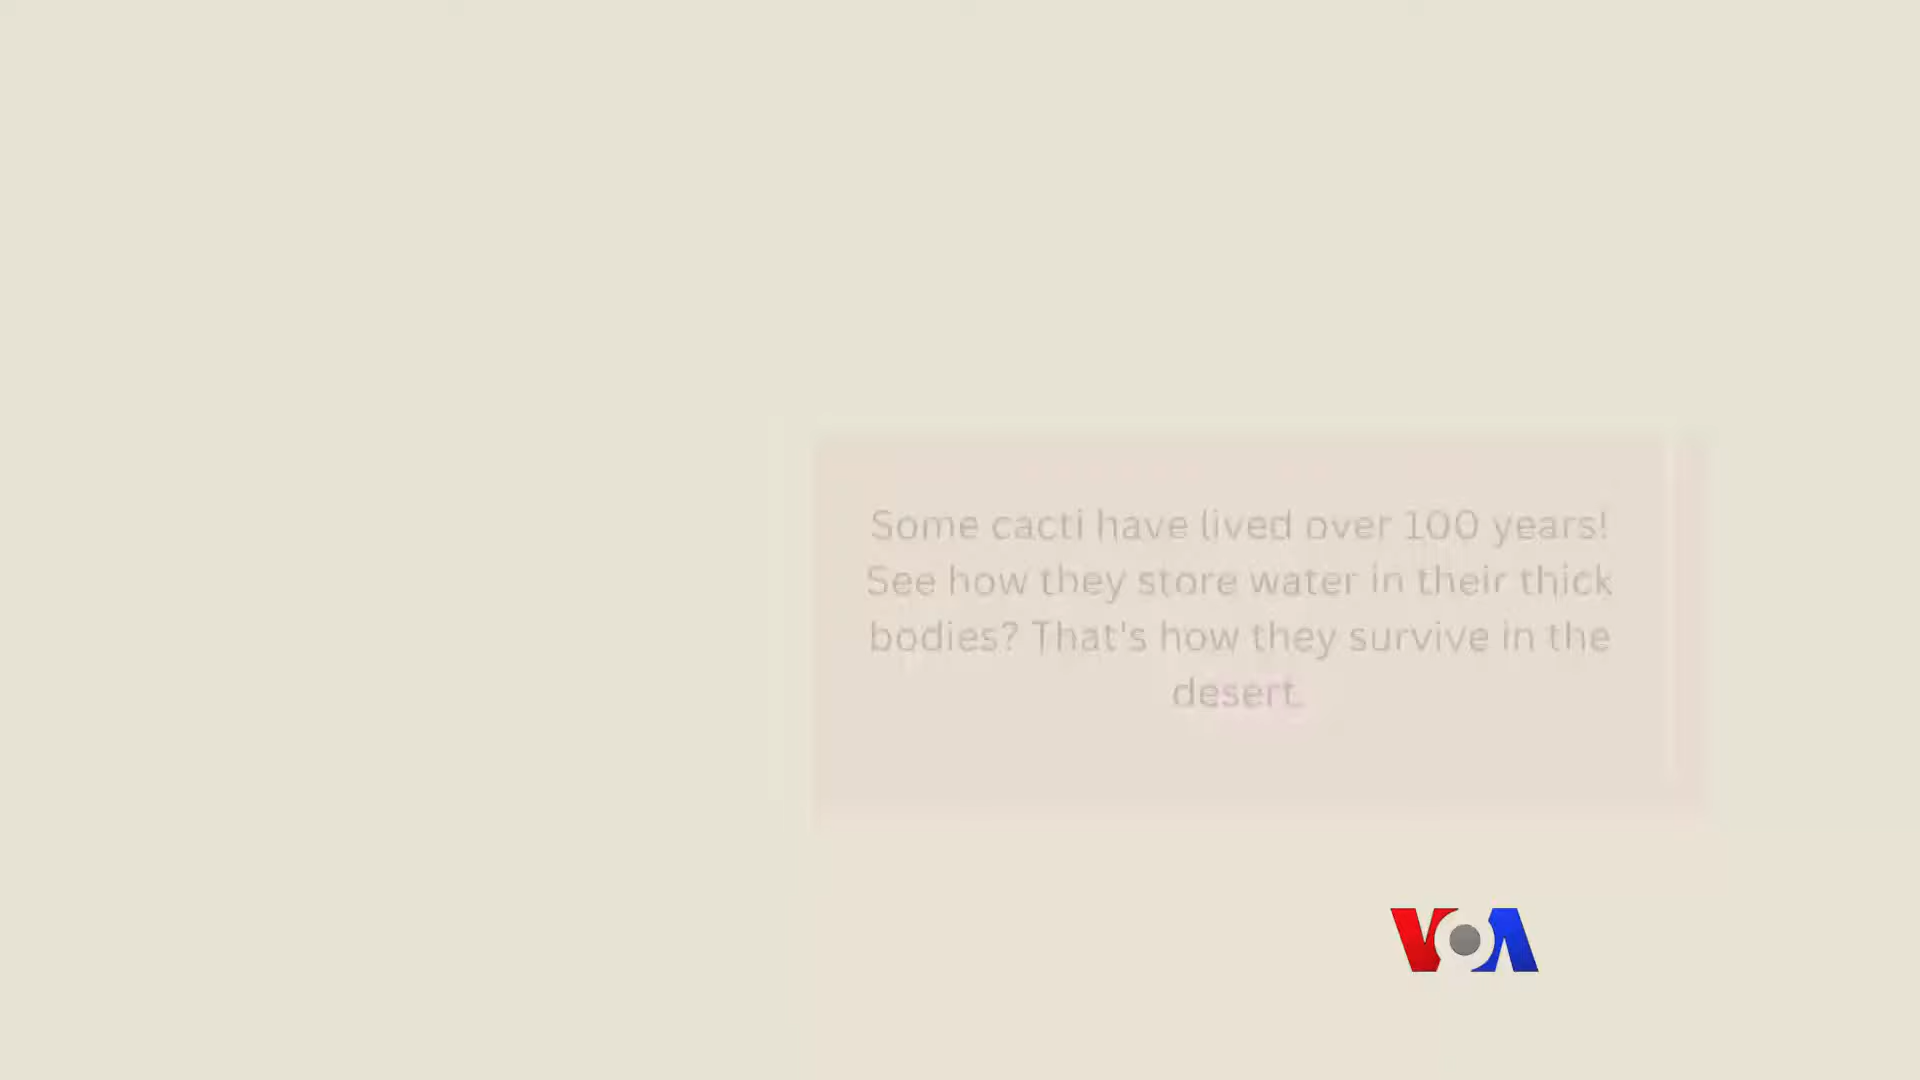 Some cacti have lived over 100 years!
See how they store water in their thick
bodies? That's how they survive in the
desert.
VOA